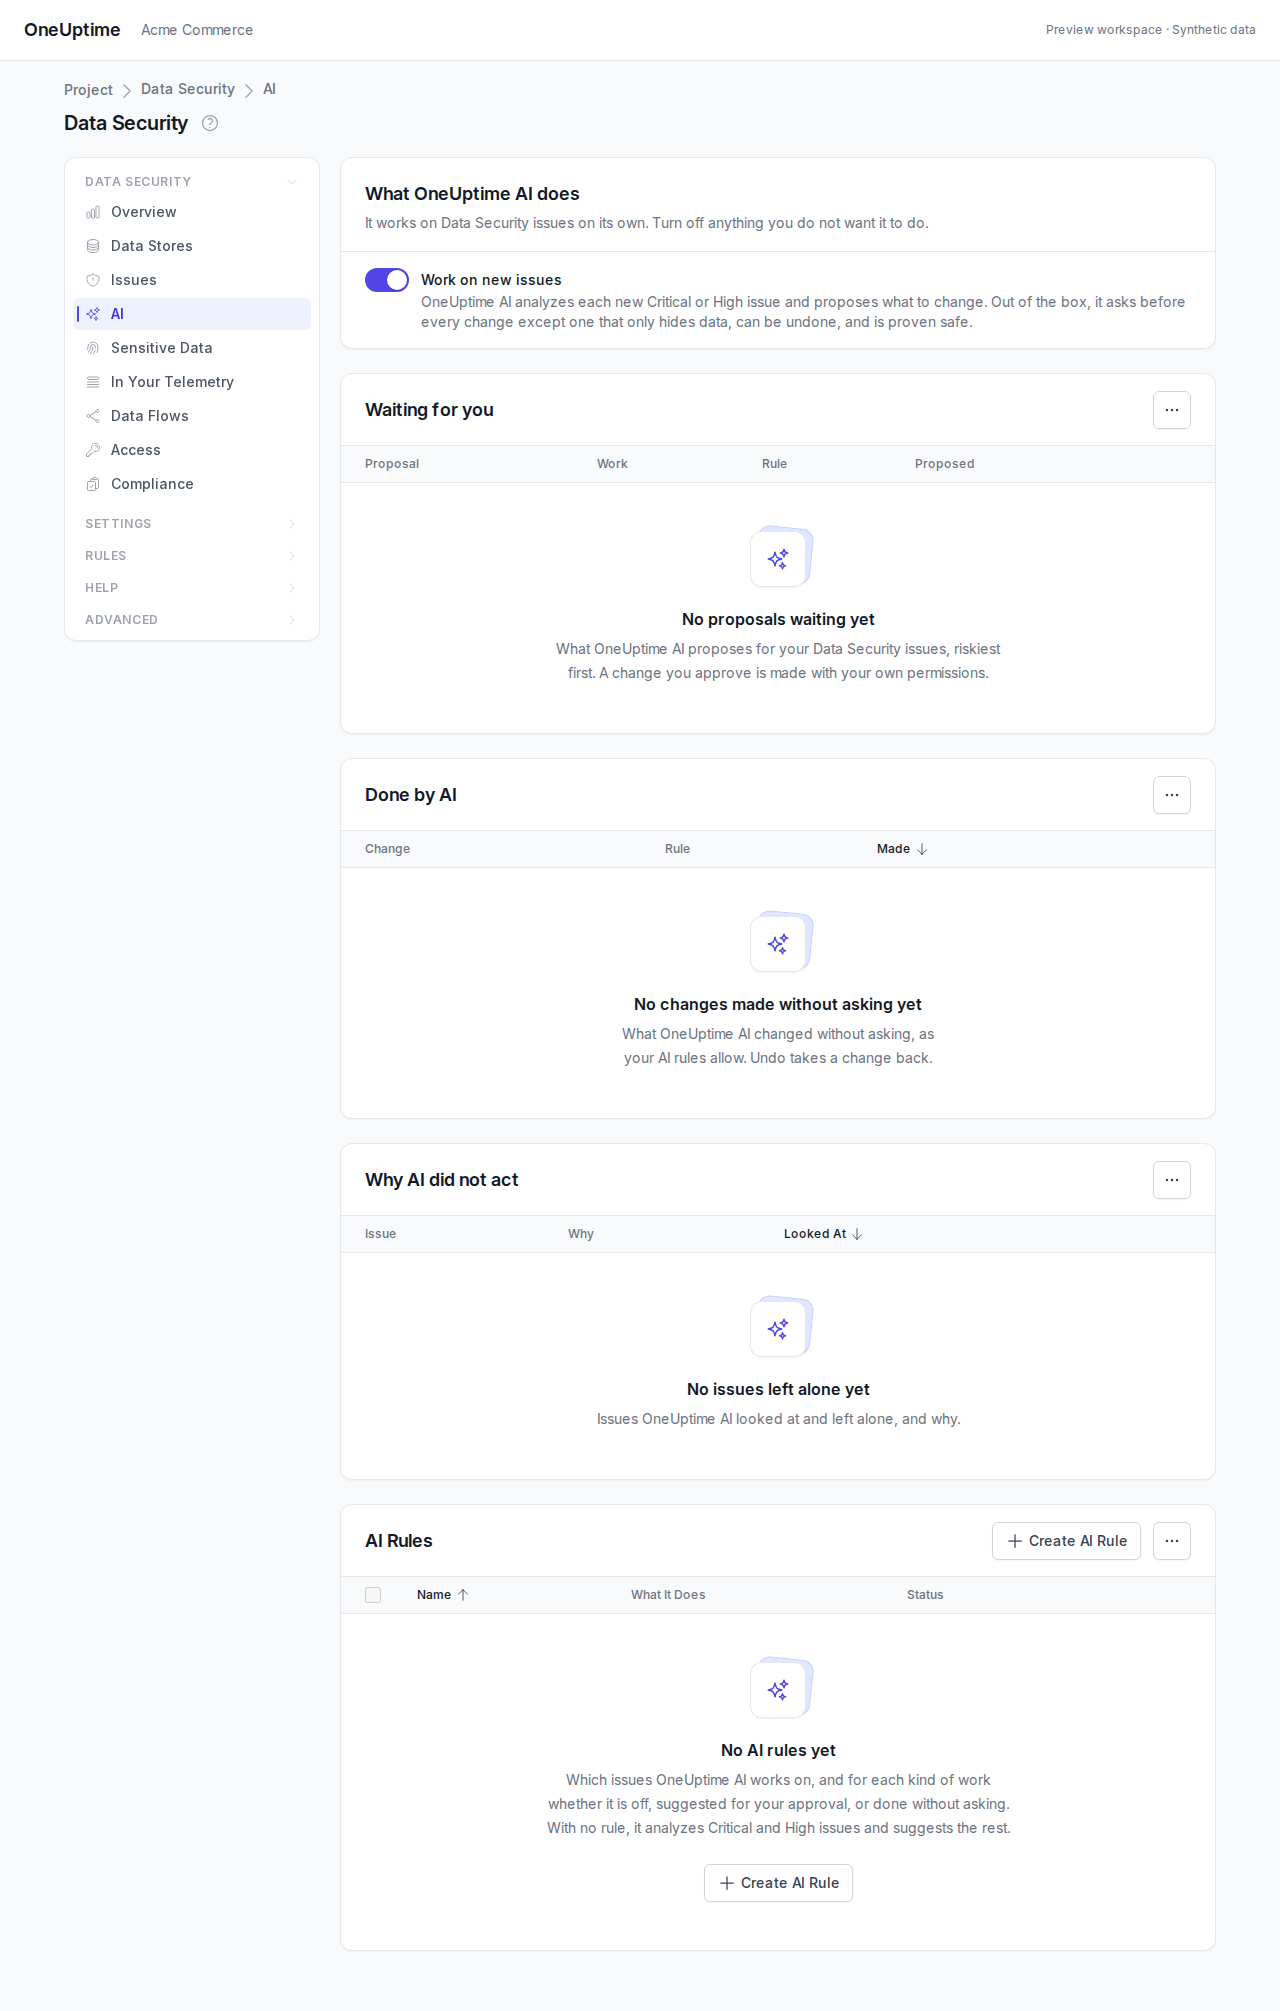 OneUptime
Acme Commerce
Preview workspace · Synthetic data
Project
Data Security
AI
Data Security
DATA SECURITY
Overview
Data Stores
Issues
AI
Sensitive Data
In Your Telemetry
Data Flows
Access
Compliance
SETTINGS
RULES
HELP
ADVANCED
What OneUptime AI does
It works on Data Security issues on its own. Turn off anything you do not want it to do.
Work on new issues
OneUptime AI analyzes each new Critical or High issue and proposes what to change. Out of the box, it asks before
every change except one that only hides data, can be undone, and is proven safe.
Waiting for you
Proposal Work Rule Proposed
No proposals waiting yet
What OneUptime AI proposes for your Data Security issues, riskiest
first. A change you approve is made with your own permissions.
Done by AI
Change Rule Made
No changes made without asking yet
What OneUptime AI changed without asking, as
your AI rules allow. Undo takes a change back.
Why AI did not act
Issue Why Looked At
No issues left alone yet
Issues OneUptime AI looked at and left alone, and why.
AI Rules
Create AI Rule
Name What It Does Status
No AI rules yet
Which issues OneUptime AI works on, and for each kind of work
whether it is off, suggested for your approval, or done without asking.
With no rule, it analyzes Critical and High issues and suggests the rest.
Create AI Rule